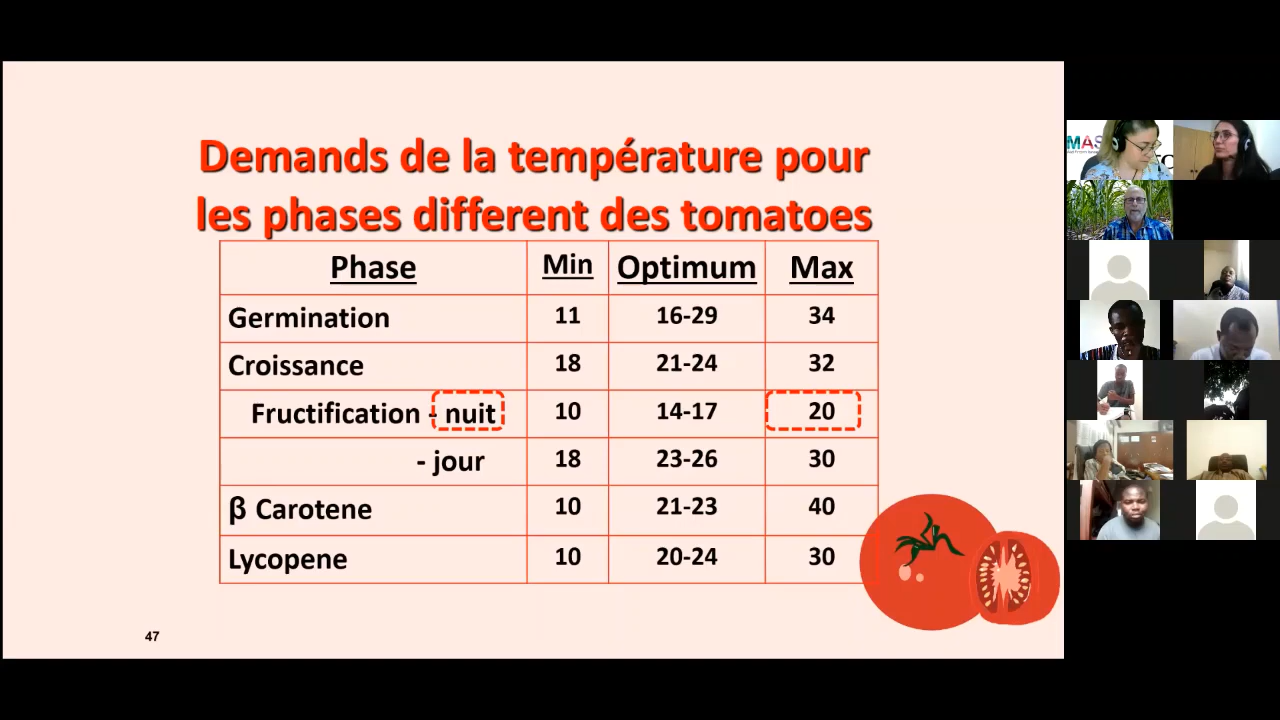 Demands de la température pour
les phases different des tomatoes
Phase Min Optimum Max
Germination 11 16-29 34
Croissance 18 21-24 32
Fructification - nuit 10 14-17 20
- jour 18 23-26 30
β Carotene 10 21-23 40
Lycopene 10 20-24 30
47
MAS